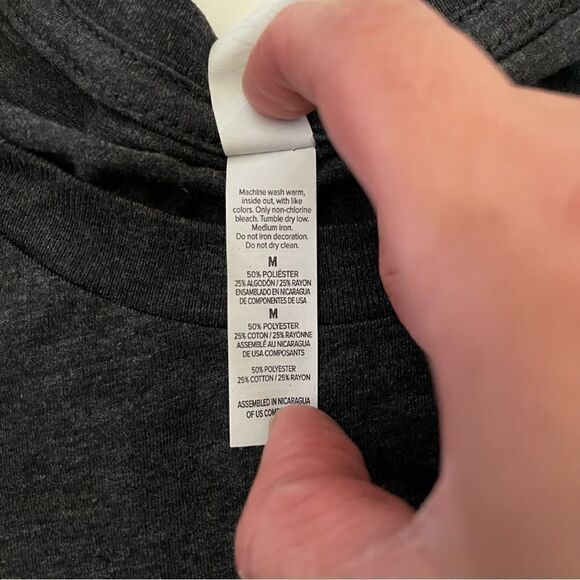 Machine wash warm,
inside out, with like
colors. Only non-chlorine
bleach. Tumble dry low.
Medium iron.
Do not iron decoration.
Do not dry clean.
M
50% POLIÉSTER
25% ALGODÓN / 25% RAYON
ENSAMBLADO EN NICARAGUA
DE COMPONENTES DE USA
M
50% POLYESTER
25% COTON / 25% RAYONNE
ASSEMBLÉ AU NICARAGUA
DE USA COMPOSANTS
50% POLYESTER
25% COTTON / 25% RAYON
ASSEMBLED IN NICARAGUA
OF US